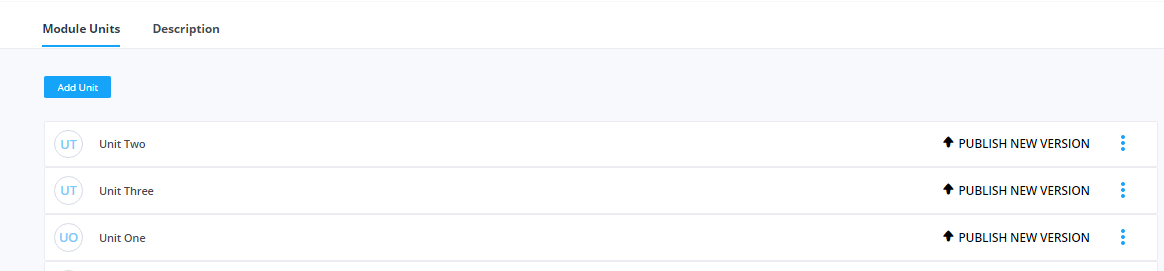 Module Units Description
Add Unit
UT Unit Two PUBLISH NEW VERSION
UT Unit Three PUBLISH NEW VERSION
UO Unit One PUBLISH NEW VERSION